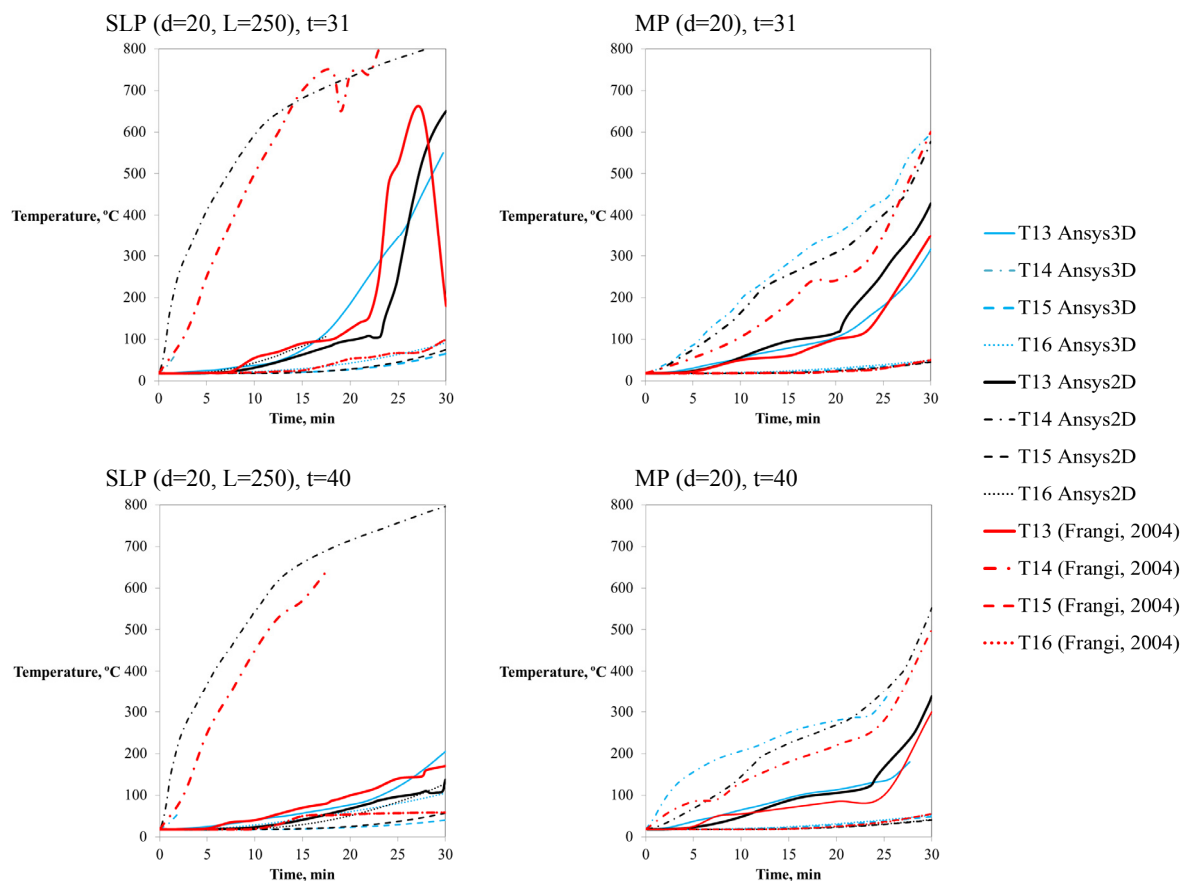 SLP (d=20, L=250), t=31
800
700
600
500
400
300
200
100
0
Temperature, ºC
0 5 10 15 20 25 30
Time, min
MP (d=20), t=31
800
700
600
500
400
300
200
100
0
Temperature, ºC
0 5 10 15 20 25 30
Time, min
SLP (d=20, L=250), t=40
800
700
600
500
400
300
200
100
0
Temperature, ºC
0 5 10 15 20 25 30
Time, min
MP (d=20), t=40
800
700
600
500
400
300
200
100
0
Temperature, ºC
0 5 10 15 20 25 30
Time, min
T13 Ansys3D
T14 Ansys3D
T15 Ansys3D
T16 Ansys3D
T13 Ansys2D
T14 Ansys2D
T15 Ansys2D
T16 Ansys2D
T13 (Frangi, 2004)
T14 (Frangi, 2004)
T15 (Frangi, 2004)
T16 (Frangi, 2004)